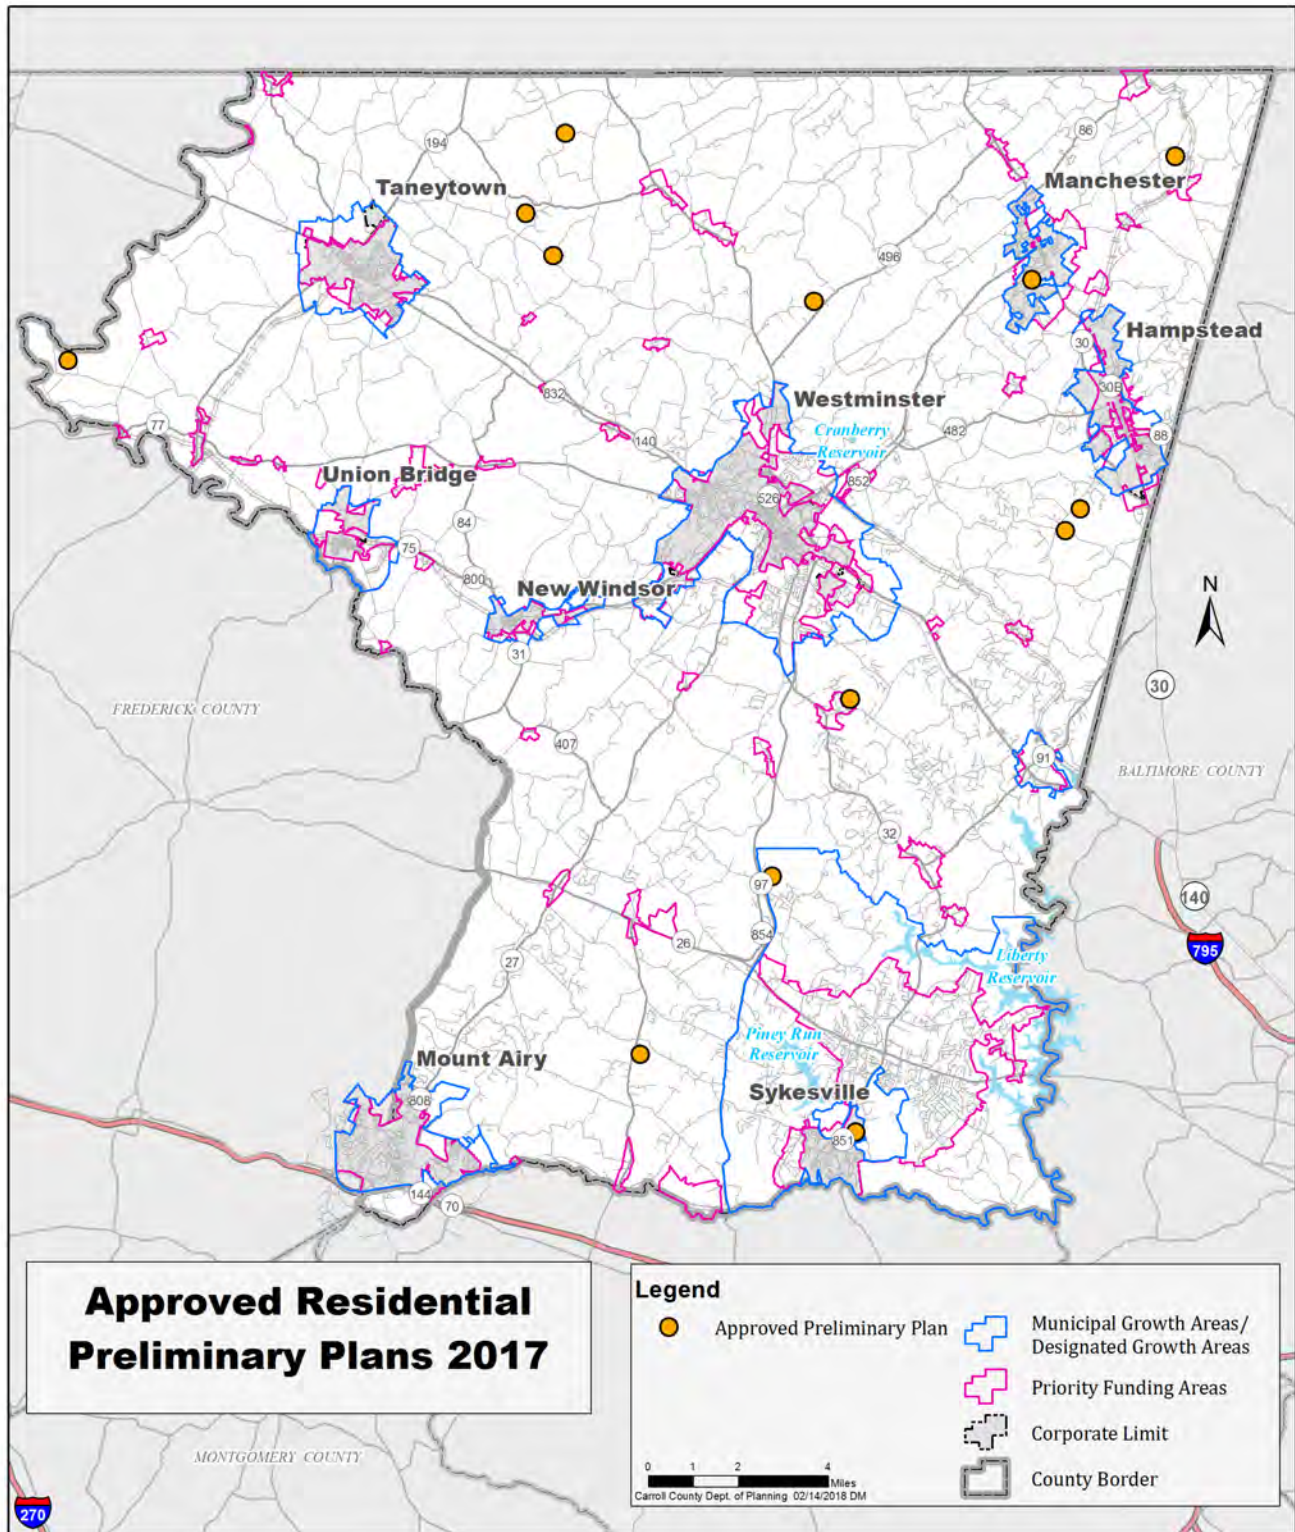 194
86
Taneytown
Manchester
496
Hampstead
30
30B
832
Westminster
Cranberry
Reservoir
482
77
140
88
Union Bridge
526
852
84
75
800
New Windsor
31
30
FREDERICK COUNTY
407
91
BALTIMORE COUNTY
N
32
97
140
854
26
795
27
Liberty
Reservoir
Piney Run
Reservoir
Mount Airy
808
Sykesville
851
144
70
Approved Residential
Preliminary Plans 2017
Legend
Approved Preliminary Plan
Municipal Growth Areas/
Designated Growth Areas
Priority Funding Areas
Corporate Limit
County Border
0 1 2 4
Miles
Carroll County Dept. of Planning 02/14/2018 DM
MONTGOMERY COUNTY
270